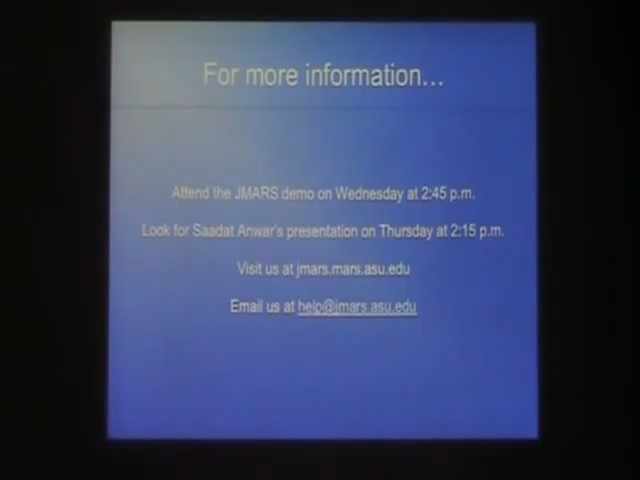 For more information…
Attend the JMARS demo on Wednesday at 2:45 p.m.
Look for Saadat Anwar's presentation on Thursday at 2:15 p.m.
Visit us at jmars.mars.asu.edu
Email us at help@jmars.asu.edu